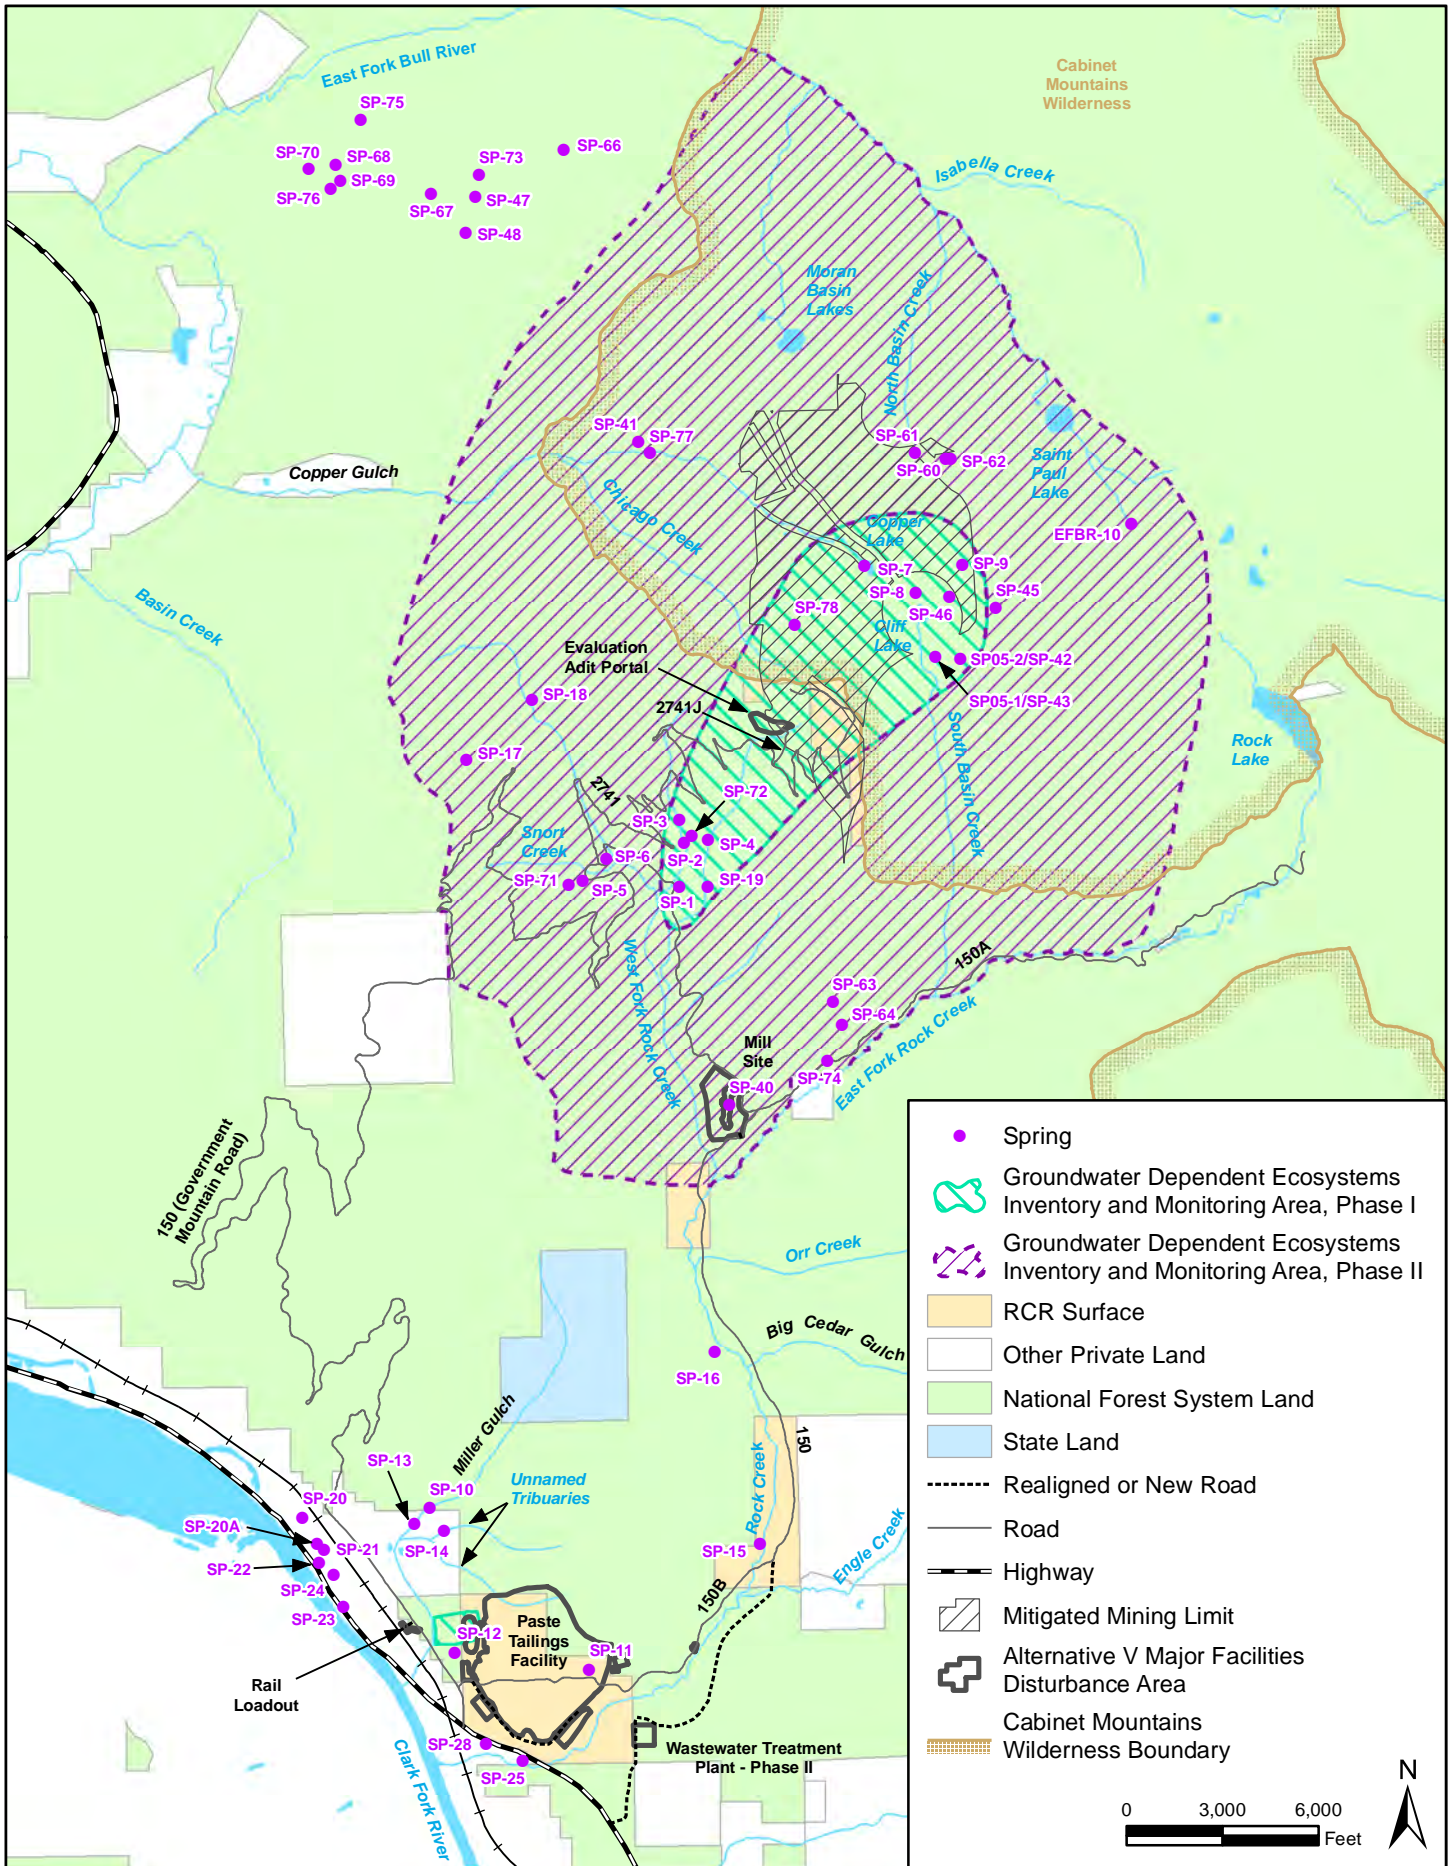 East Fork Bull River
Cabinet
Mountains
Wilderness
SP-75
SP-66
SP-70
SP-68
SP-73
SP-69
SP-76
SP-67
SP-47
SP-48
Isabella Creek
Moran
Basin
Lakes
North Basin Creek
SP-41
SP-77
SP-61
SP-60
SP-62
Saint
Paul
Lake
Copper Gulch
Chicago Creek
Copper
Lake
EFBR-10
SP-7
SP-9
SP-8
SP-46
SP-45
SP-78
Cliff
Lake
Basin Creek
Evaluation
Adit Portal
SP05-2/SP-42
SP05-1/SP-43
SP-18
2741J
South Basin Creek
Rock
Lake
SP-17
2741
SP-72
SP-3
Snort
Creek
SP-6
SP-2
SP-4
SP-71
SP-5
SP-1
SP-19
West Fork Rock Creek
150A
SP-63
SP-64
East Fork Rock Creek
Mill
Site
SP-74
SP-40
150 (Government
Mountain Road)
Orr Creek
Big Cedar Gulch
SP-16
Miller Gulch
150
SP-13
SP-10
Unnamed
Tribuaries
Rock Creek
SP-20
SP-20A
SP-21
SP-14
SP-15
SP-22
SP-24
SP-23
Engle Creek
150B
Paste
Tailings
Facility
SP-12
SP-11
Rail
Loadout
SP-28
SP-25
Wastewater Treatment
Plant - Phase II
Clark Fork River
Spring
Groundwater Dependent Ecosystems
Inventory and Monitoring Area, Phase I
Groundwater Dependent Ecosystems
Inventory and Monitoring Area, Phase II
RCR Surface
Other Private Land
National Forest System Land
State Land
Realigned or New Road
Road
Highway
Mitigated Mining Limit
Alternative V Major Facilities
Disturbance Area
Cabinet Mountains
Wilderness Boundary
N
0 3,000 6,000
Feet